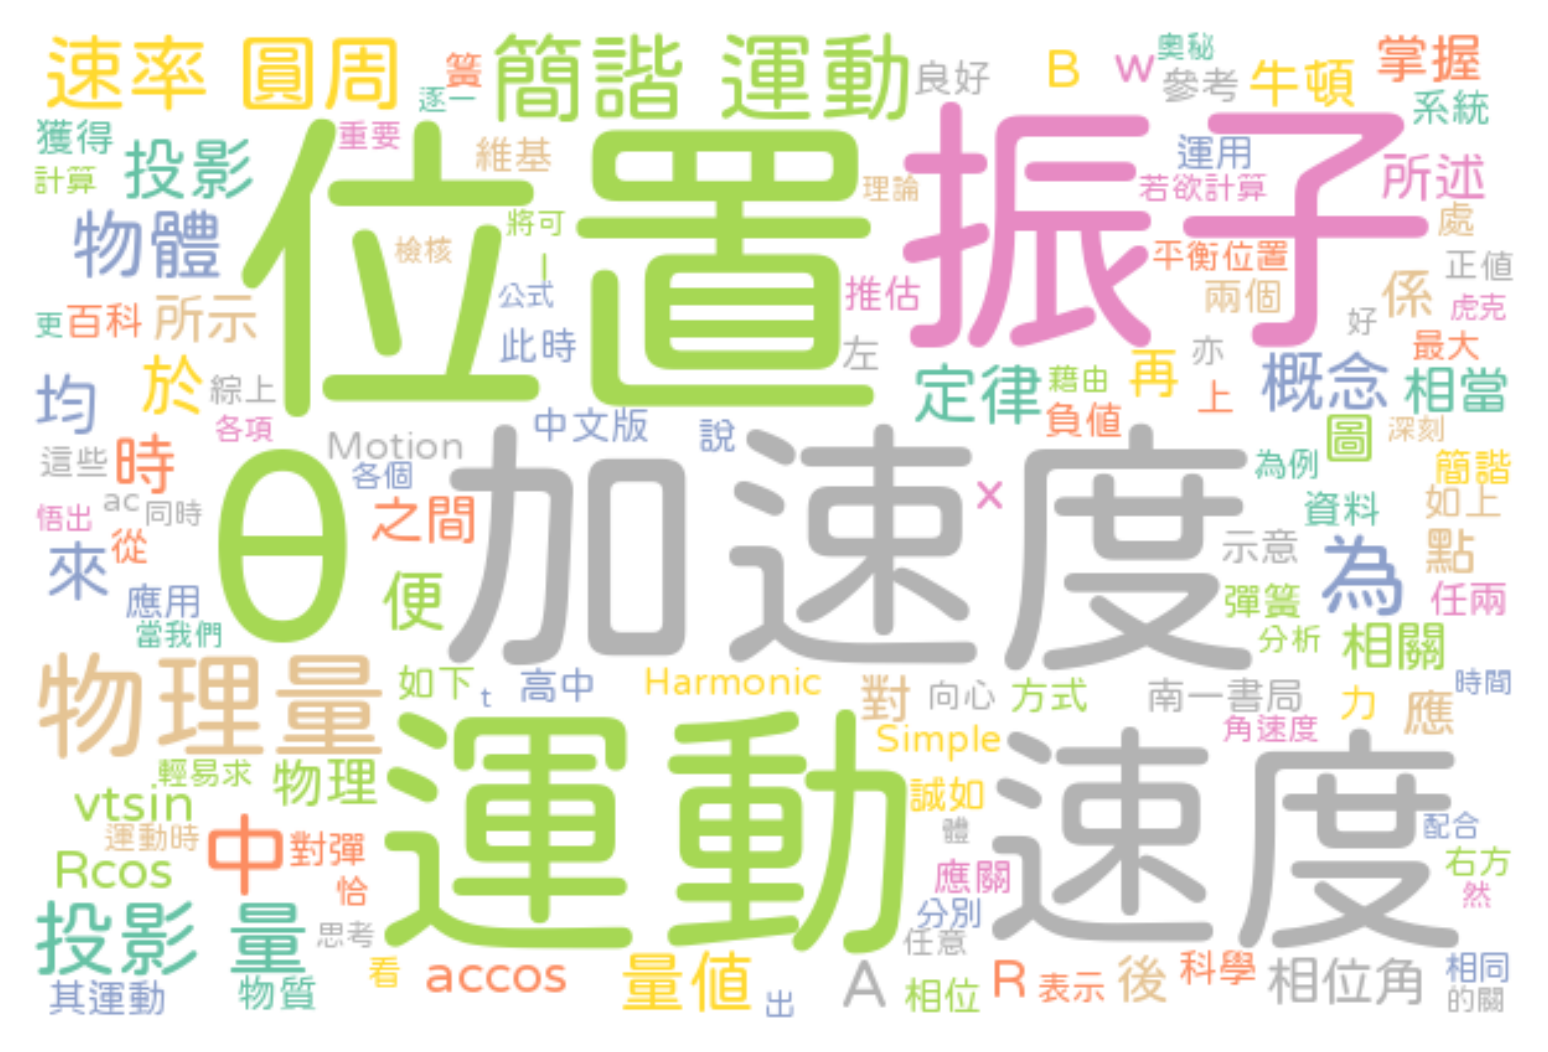 速率 圓周
簧
逐一
簡諧 運動
良好
B
w
奧秘
參考
牛頓
掌握
系統
獲得
計算
投影
重要
位置
維基
理論
振子
運用
若欲計算
所述
處
物體
檢核
將可
公式
推估
平衡位置
兩個
係
正值
虎克
更
百科
所示
此時
左
好
最大
均
於
綜上
各項
中文版
說
定律
藉由
負值
再
亦
上
概念
相當
圖
深刻
這些
時
Motion
各個
加速度
x
為例
簡諧
悟出
ac
同時
從
之間
θ
資料
如上
來
應用
當我們
便
示意
為
點
彈簧
任兩
分析
相關
物理量
如下
t
高中
Harmonic
對
向心
方式
南一書局
角速度
力
應
時間
輕易求
物理
vtsin
運動
Simple
速度
誠如
體
運動時
中
對彈
恰
Rcos
配合
右方
然
應關
分別
任意
投影 量
思考
看
accos
量值
出
A
相位
R
表示
後
科學
相位角
相同
的關
其運動
物質